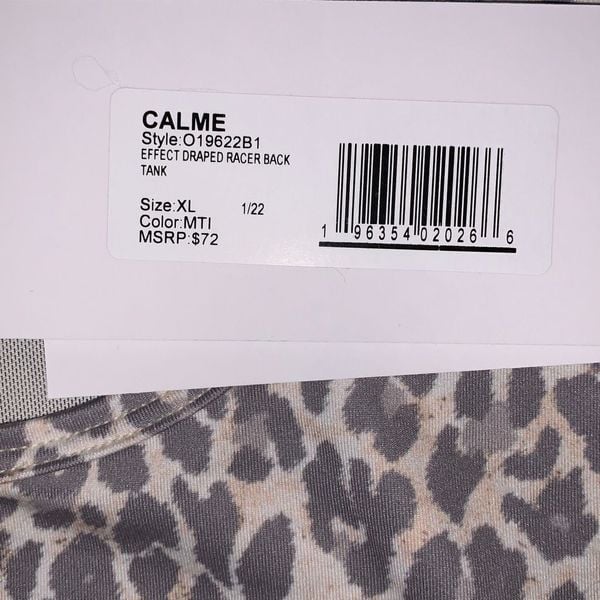 CALME
Style:O19622B1
EFFECT DRAPED RACER BACK
TANK
Size:XL 1/22
Color:MTI
MSRP:$72
1 96354 02026 6